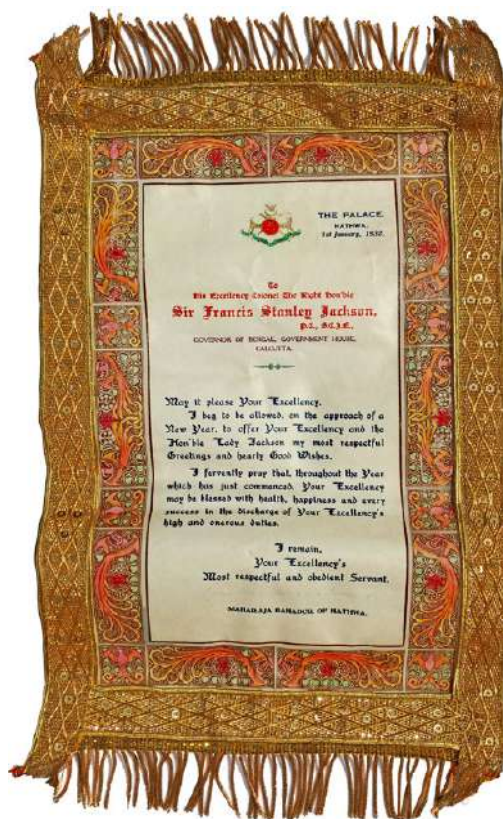 THE PALACE.
HATHWA.
1st January, 1932.
To
His Excellency Colonel The Right Hon'ble
Sir Francis Stanley Jackson,
P.C., G.C.I.E.,
GOVERNOR OF BENGAL, GOVERNMENT HOUSE,
CALCUTTA.
May it please Your Excellency,
I beg to be allowed, on the approach of a
New Year, to offer Your Excellency and the
Hon'ble Lady Jackson my most respectful
Greetings and hearty Good Wishes.
I fervently pray that, throughout the Year
which has just commenced, Your Excellency
may be blessed with health, happiness and every
success in the discharge of Your Excellency's
high and onerous duties.
I remain,
Your Excellency's
Most respectful and obedient Servant,
MAHARAJA BAHADUR OF HATHWA.